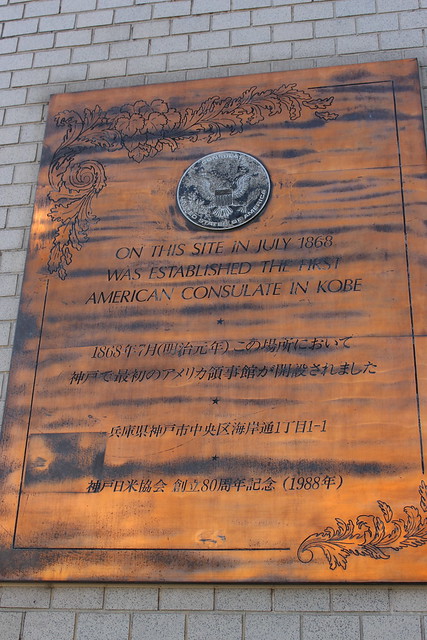 UNITED STATES OF AMERICA
ON THIS SITE IN JULY 1868
WAS ESTABLISHED THE FIRST
AMERICAN CONSULATE IN KOBE
★
1868年7月(明治元年)この場所において
神戸で最初のアメリカ領事館が開設されました
★
兵庫県神戸市中央区海岸通1丁目1-1
★
神戸日米協会 創立80周年記念 (1988年)